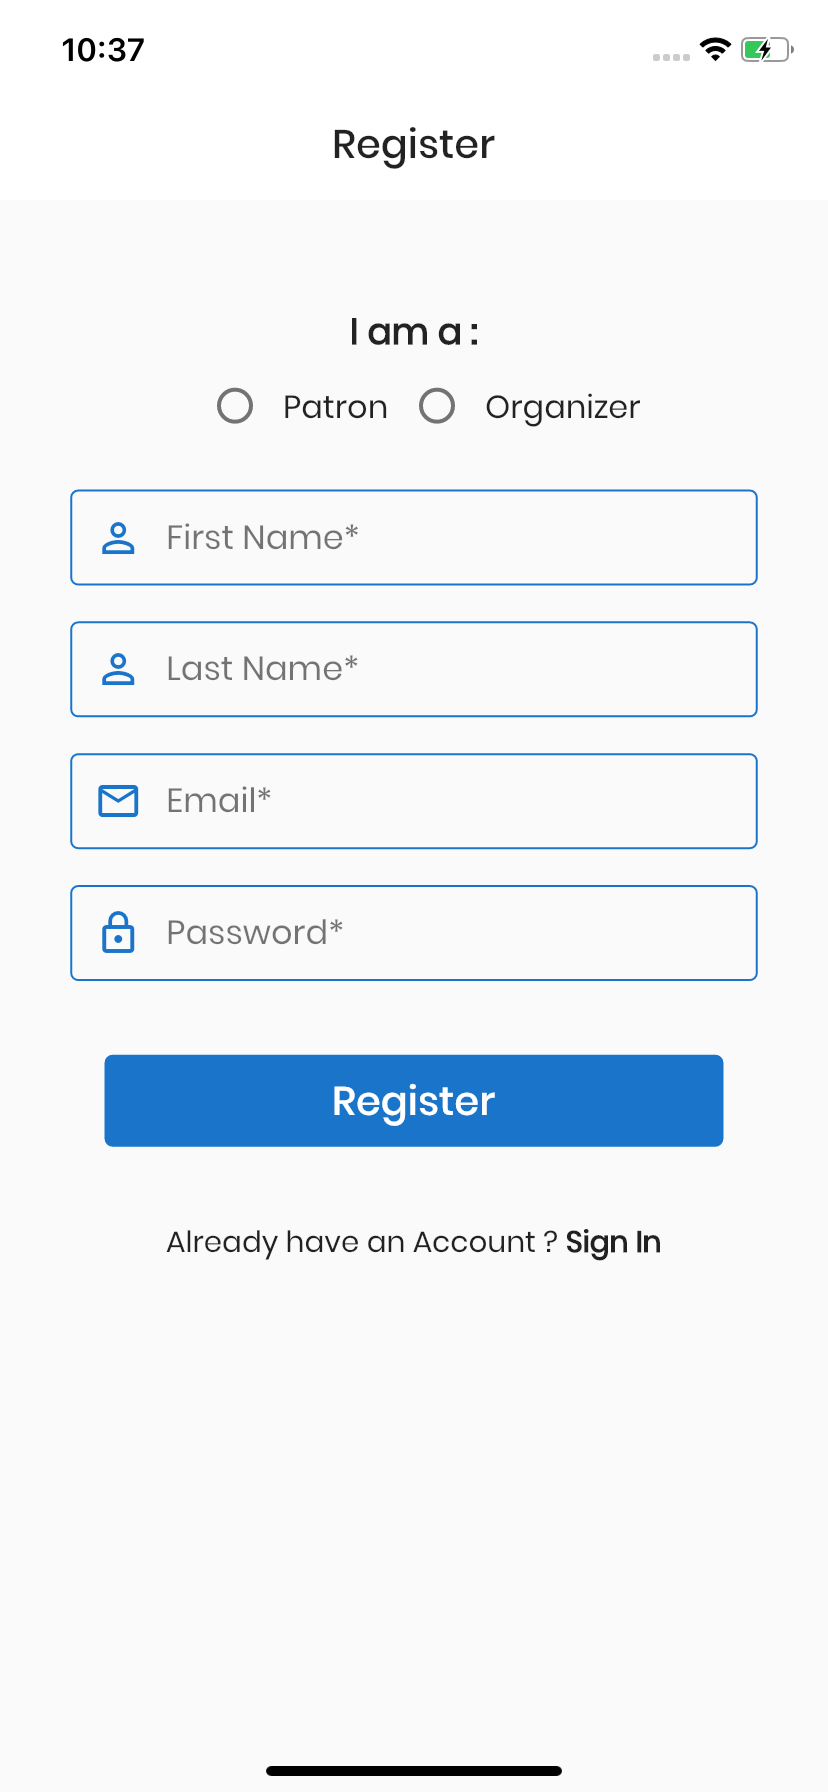 10:37
Register
I am a :
Patron Organizer
First Name*
Last Name*
Email*
Password*
Register
Already have an Account ? Sign In